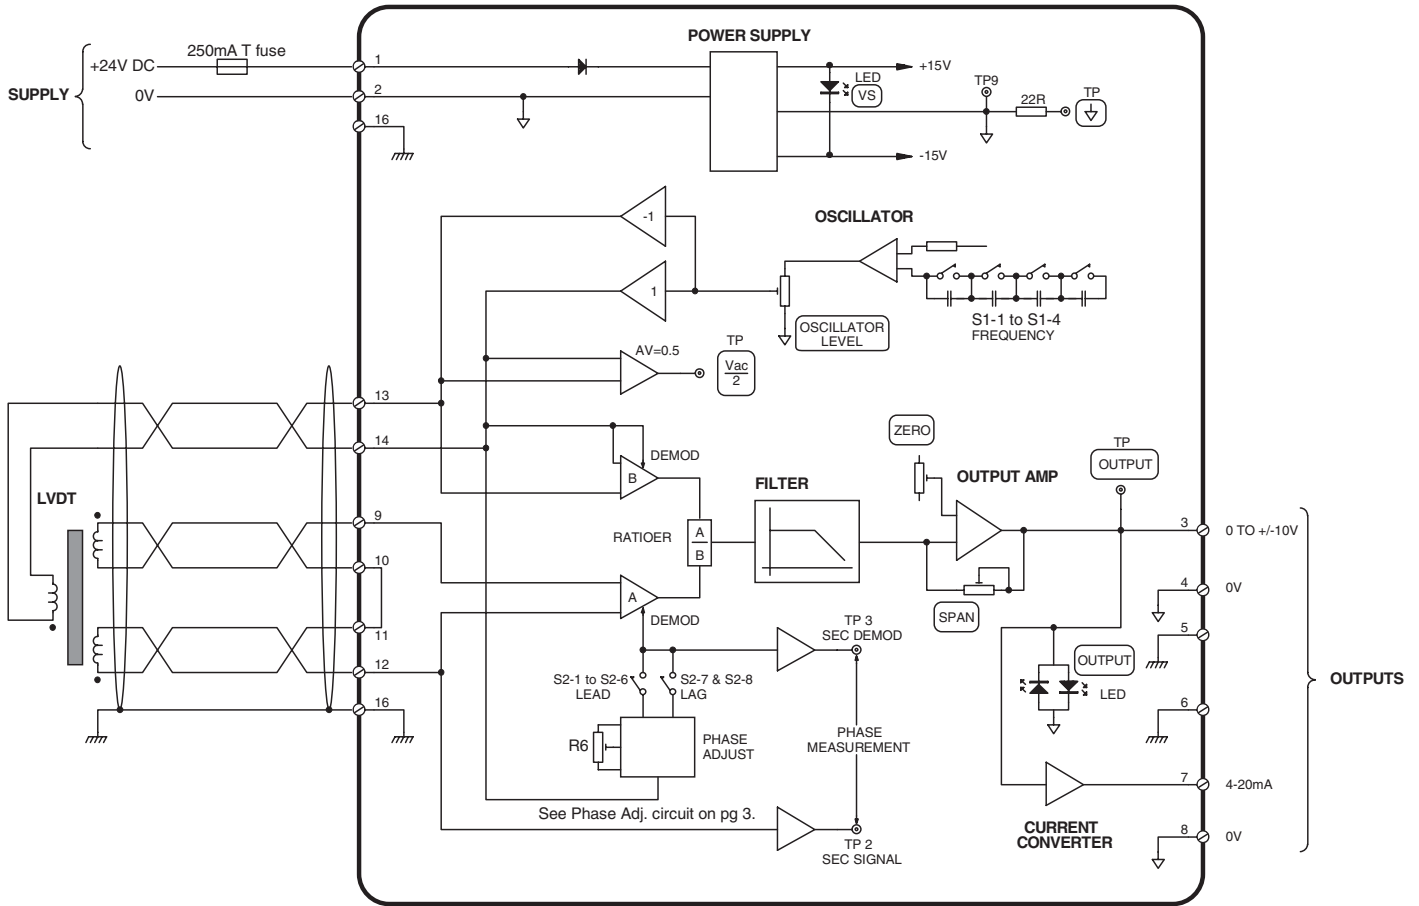 POWER SUPPLY
SUPPLY
+24V DC
250mA T fuse
1
0V
2
16
+15V
LED
VS
-15V
TP9
22R
TP
-1
1
OSCILLATOR
OSCILLATOR
LEVEL
S1-1 to S1-4
FREQUENCY
AV=0.5
TP
Vac
2
13
14
LVDT
9
10
11
12
16
DEMOD
B
RATIOER
A
B
A
DEMOD
FILTER
ZERO
OUTPUT AMP
SPAN
TP
OUTPUT
3
0 TO +/-10V
4
0V
5
6
OUTPUT
LED
OUTPUTS
7
4-20mA
8
0V
CURRENT
CONVERTER
TP 3
SEC DEMOD
S2-1 to S2-6
LEAD
S2-7 & S2-8
LAG
R6
PHASE
ADJUST
PHASE
MEASUREMENT
See Phase Adj. circuit on pg 3.
TP 2
SEC SIGNAL